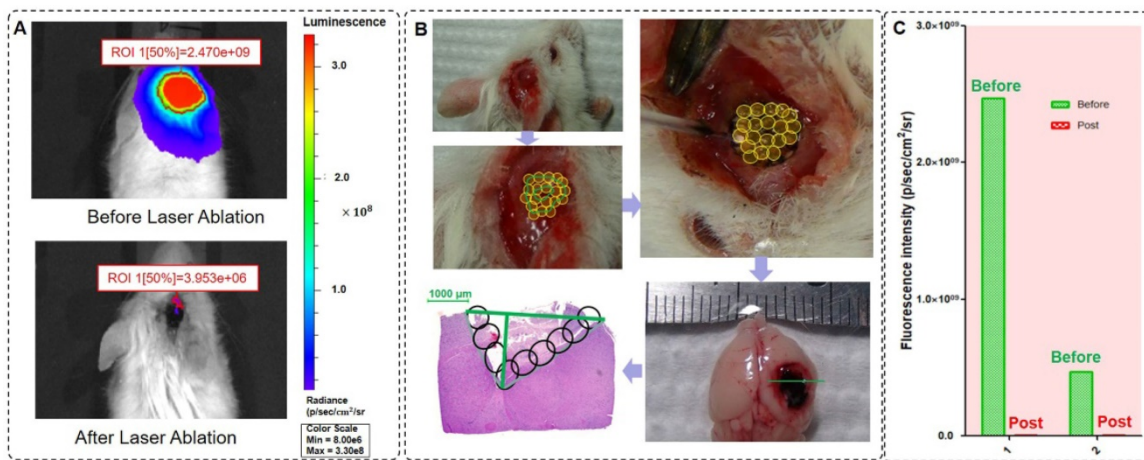 A
Luminescence
ROI 1[50%]=2.470e+09
3.0
2.0
× 10⁸
1.0
Before Laser Ablation
ROI 1[50%]=3.953e+06
After Laser Ablation
Radiance
(p/sec/cm²/sr
Color Scale
Min = 8.00e6
Max = 3.30e8
B
1000 µm
C
3.0×10⁰⁹
2.0×10⁰⁹
1.0×10⁰⁹
0.0
Fluorescence intensity (p/sec/cm²/sr)
Before
Before
Post
Before
Post
Post
1
2